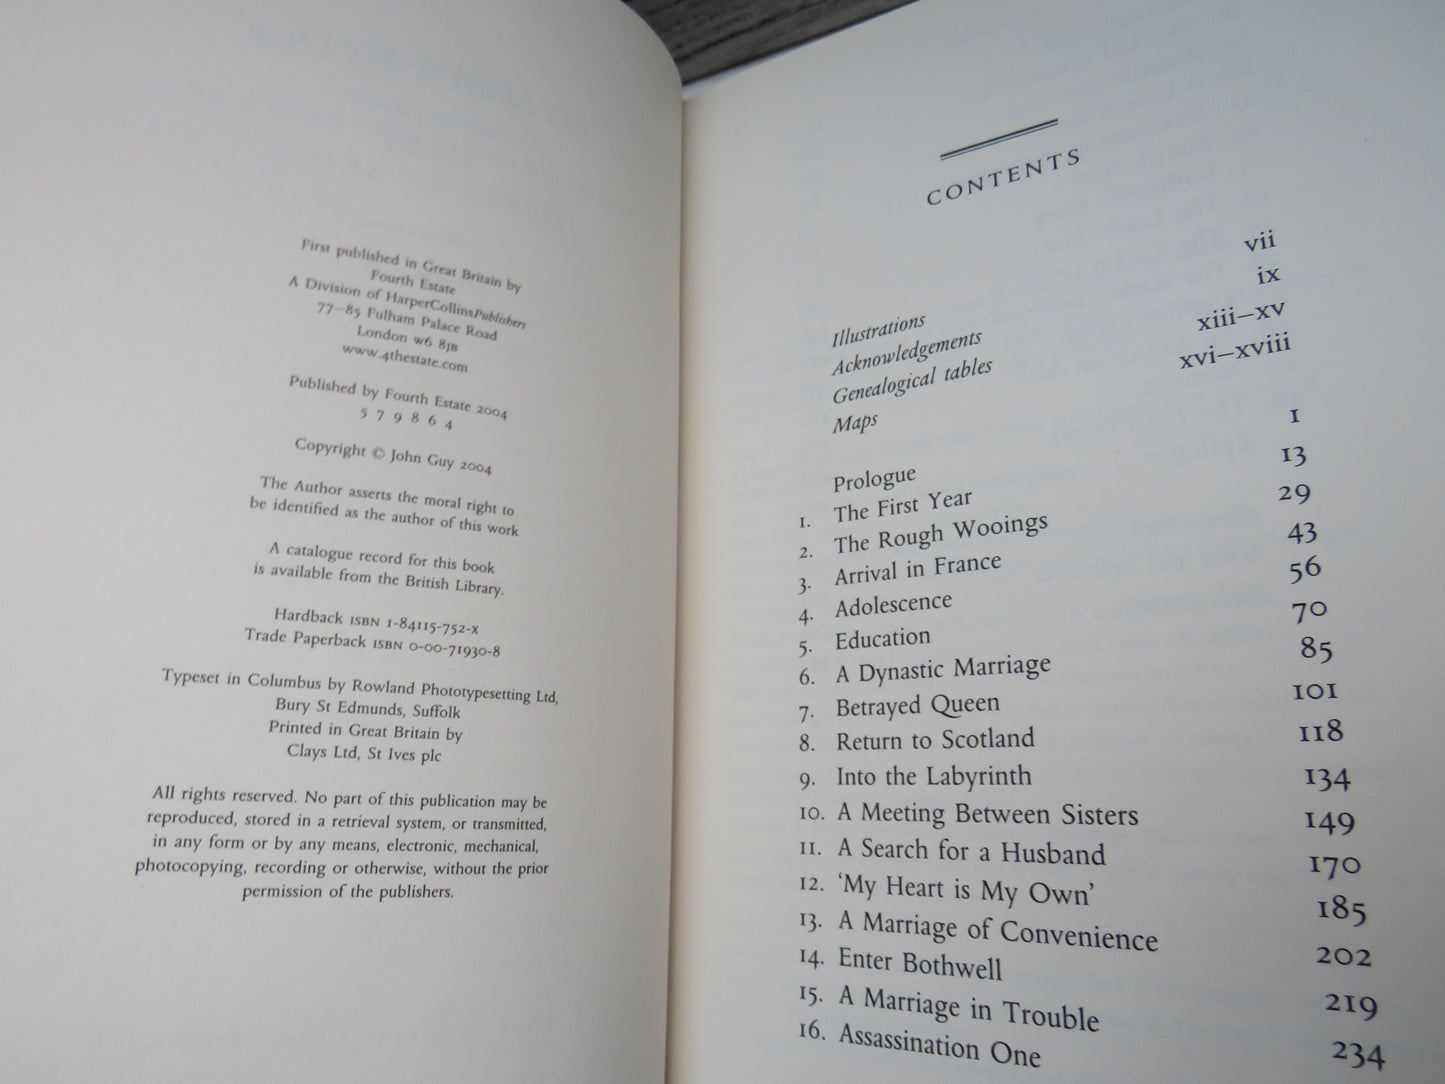 First published in Great Britain by
Fourth Estate
A Division of HarperCollinsPublishers
77–85 Fulham Palace Road
London W6 8JB
www.4thestate.com
Published by Fourth Estate 2004
5 7 9 8 6 4
Copyright © John Guy 2004
The Author asserts the moral right to
be identified as the author of this work
A catalogue record for this book
is available from the British Library.
Hardback ISBN 1-84115-752-X
Trade Paperback ISBN 0-00-71930-8
Typeset in Columbus by Rowland Phototypesetting Ltd,
Bury St Edmunds, Suffolk
Printed in Great Britain by
Clays Ltd, St Ives plc
All rights reserved. No part of this publication may be
reproduced, stored in a retrieval system, or transmitted,
in any form or by any means, electronic, mechanical,
photocopying, recording or otherwise, without the prior
permission of the publishers.
CONTENTS
Illustrations vii
Acknowledgements ix
Genealogical tables xiii–xv
Maps xvi–xviii
Prologue 1
1. The First Year 13
2. The Rough Wooings 29
3. Arrival in France 43
4. Adolescence 56
5. Education 70
6. A Dynastic Marriage 85
7. Betrayed Queen 101
8. Return to Scotland 118
9. Into the Labyrinth 134
10. A Meeting Between Sisters 149
11. A Search for a Husband 170
12. 'My Heart is My Own' 185
13. A Marriage of Convenience 202
14. Enter Bothwell 219
15. A Marriage in Trouble 234
16. Assassination One